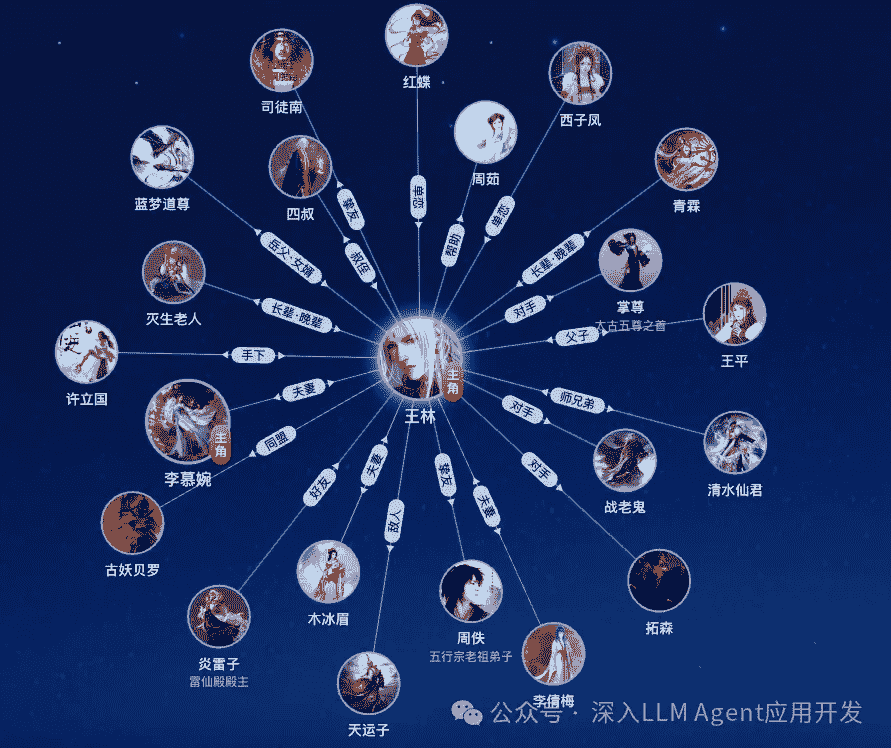 红蝶
司徒南
西子凤
周茹
蓝梦道尊
四叔
青霖
单恋
挚友
单恋
帮助
岳父·女婿
叔侄
长辈·晚辈
灭生老人
掌尊
太古五尊之善
长辈·晚辈
对手
王平
父子
许立国
手下
主角
王林
夫妻
师兄弟
对手
李慕婉
主角
同盟
战老鬼
清水仙君
好友
夫妻
挚友
对手
夫妻
敌人
古妖贝罗
木冰眉
周佚
五行宗老祖弟子
拓森
炎雷子
雷仙殿殿主
李倩梅
天运子
公众号 · 深入LLM Agent应用开发